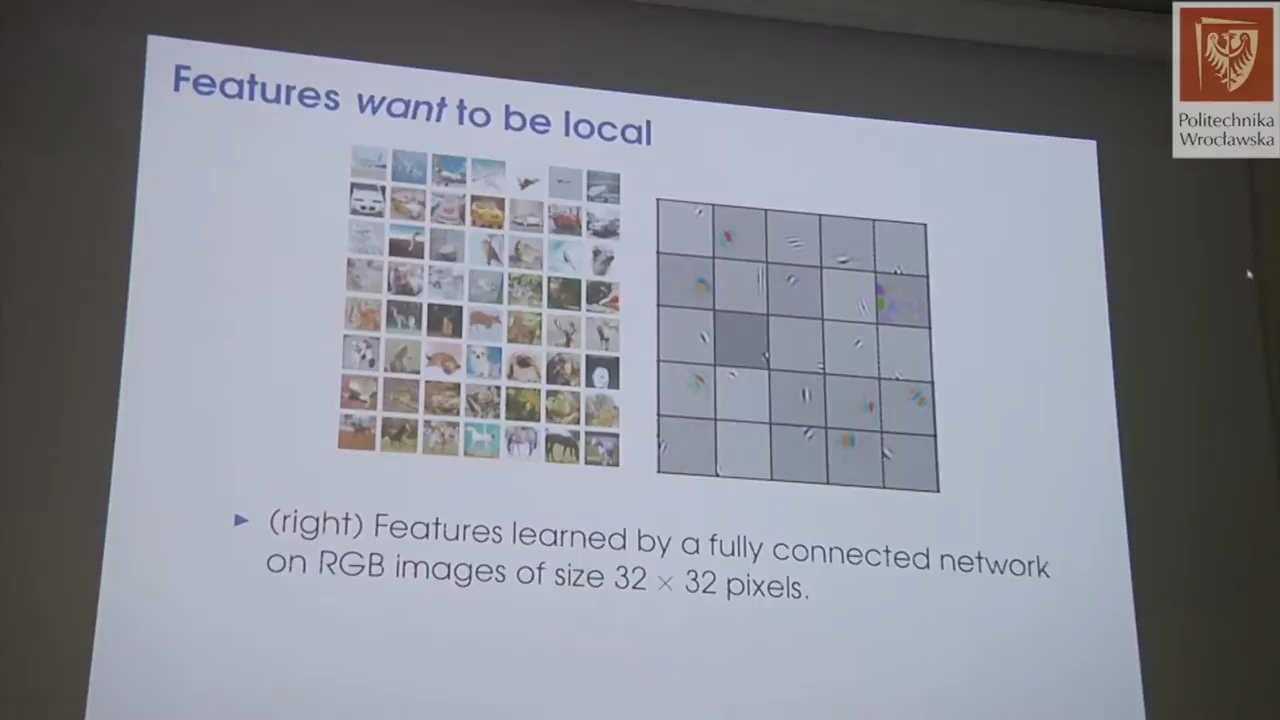 Features want to be local
Politechnika
Wrocławska
▶ (right) Features learned by a fully connected network
on RGB images of size 32 × 32 pixels.